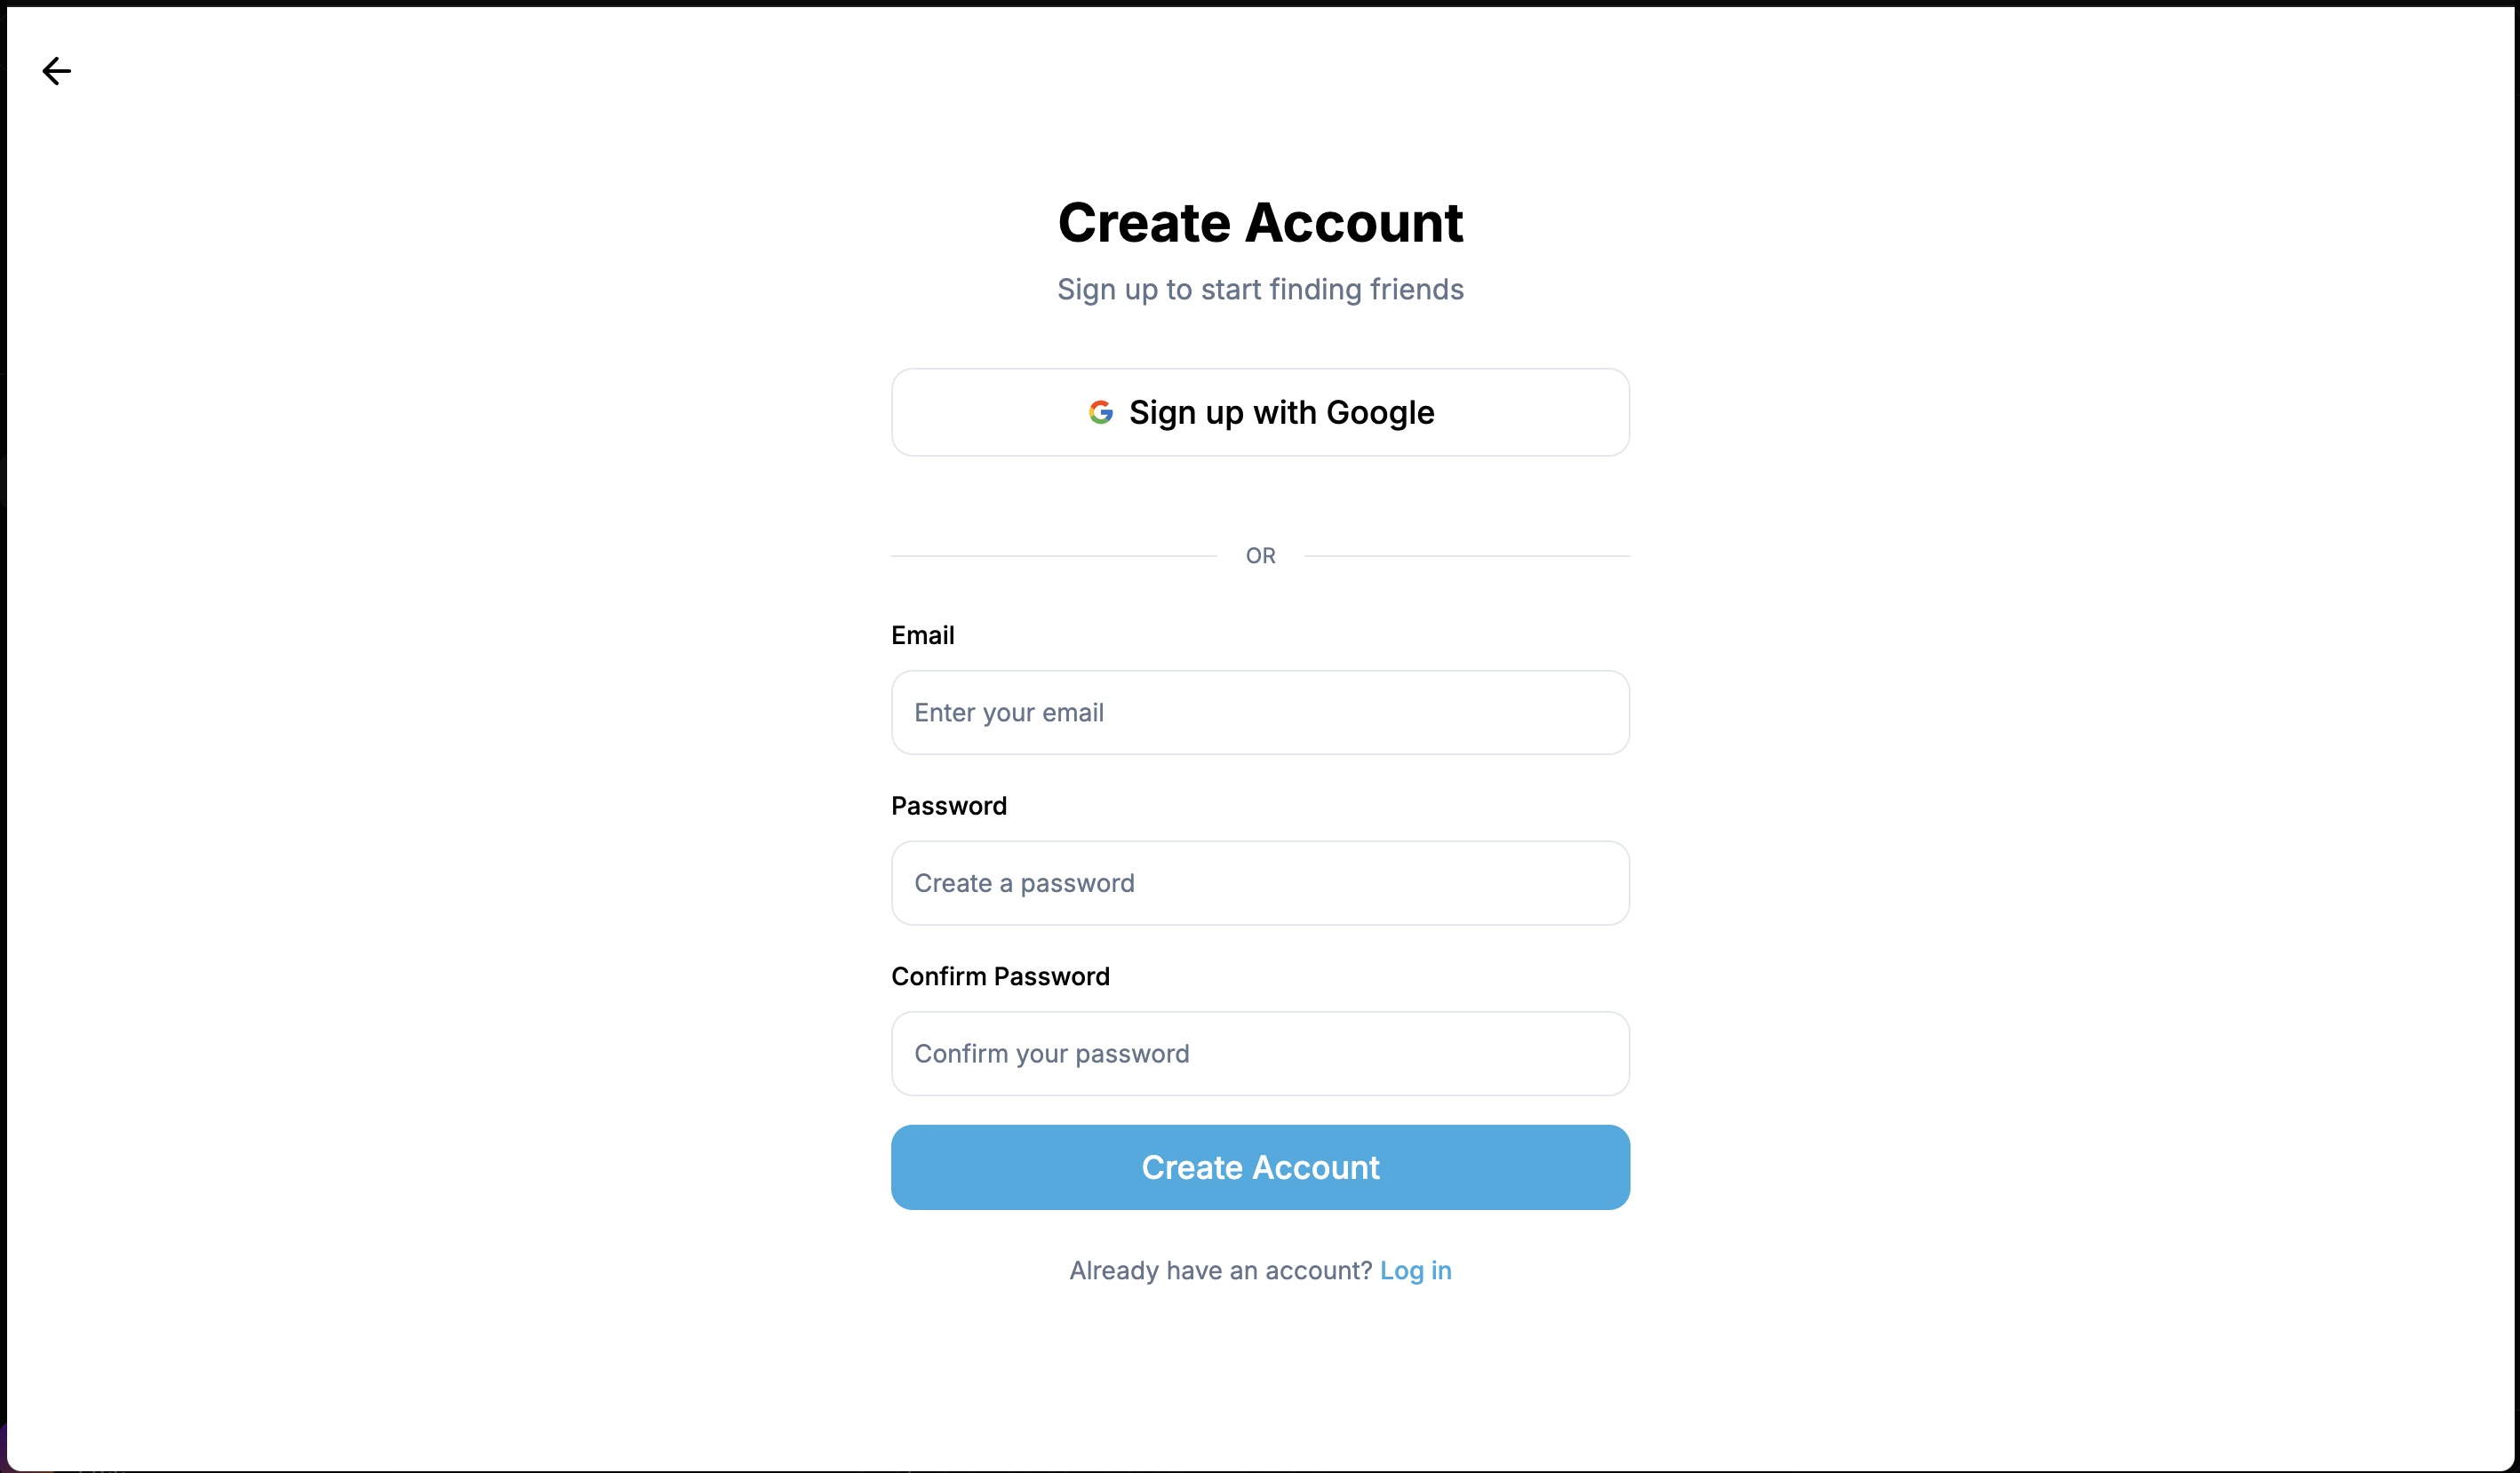 Create Account
Sign up to start finding friends
Sign up with Google
OR
Email
Enter your email
Password
Create a password
Confirm Password
Confirm your password
Create Account
Already have an account? Log in